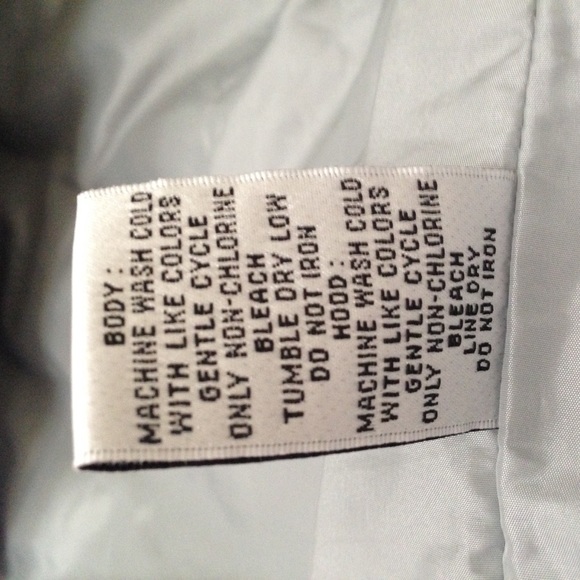 BODY:
MACHINE WASH COLD
WITH LIKE COLORS
GENTLE CYCLE
ONLY NON-CHLORINE
BLEACH
TUMBLE DRY LOW
DO NOT IRON
HOOD:
MACHINE WASH COLD
WITH LIKE COLORS
GENTLE CYCLE
ONLY NON-CHLORINE
BLEACH
LINE DRY
DO NOT IRON